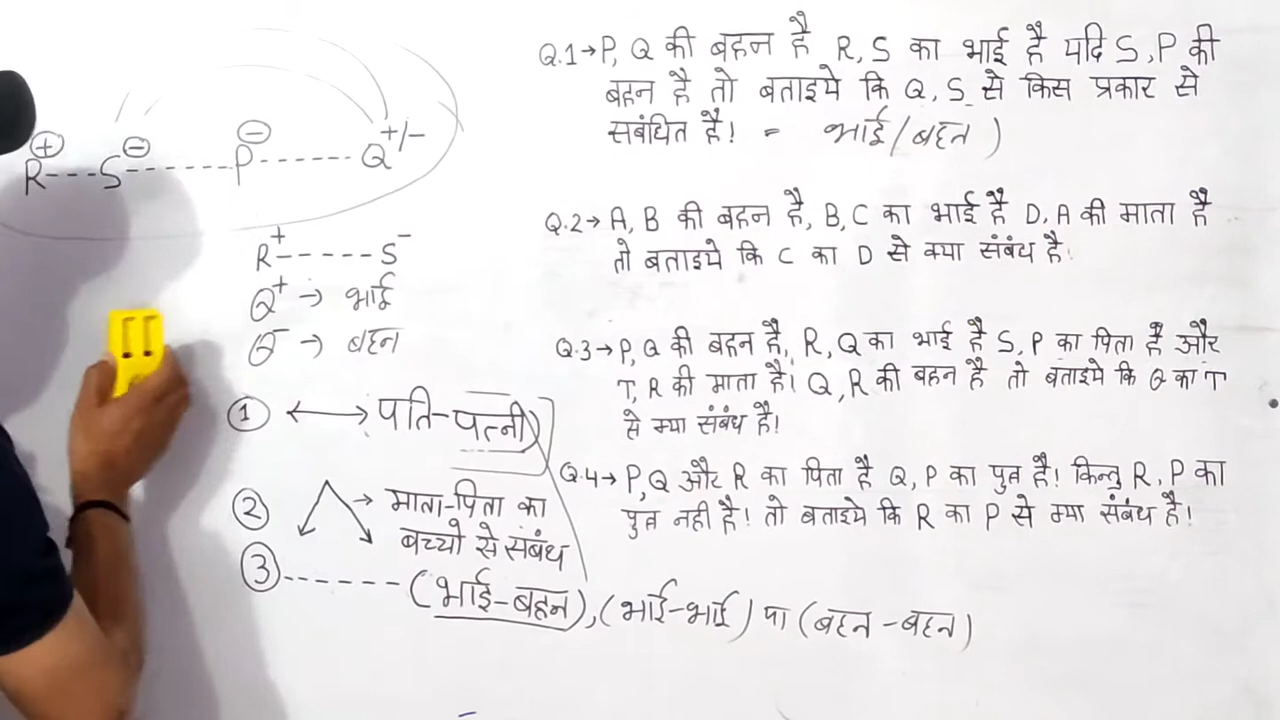 Q.1→ P, Q की बहन है R, S का भाई है यदि S, P की
बहन है तो बताइये कि Q, S से किस प्रकार से
संबंधित है! = भाई/बहन )
Q.2→ A, B की बहन है, B, C का भाई है D, A की माता है
तो बताइये कि C का D से क्या संबंध है!
Q.3→ P, Q की बहन है, R, Q का भाई है S, P का पिता है और
T, R की माता है। Q, R की बहन है तो बताइये कि Q का T
से क्या संबंध है!
Q.4→ P, Q और R का पिता है Q, P का पुत्र है! किन्तु R, P का
पुत्र नही है! तो बताइये कि R का P से क्या संबंध है!
R + --- S - ------ P - ------ Q +/-
R + ----- S -
Q + → भाई
Q - → बहन
1 ↔ पति-पत्नी)
2 → माता-पिता का
बच्चो से संबंध
3 ------ (भाई-बहन), (भाई-भाई) या (बहन-बहन)